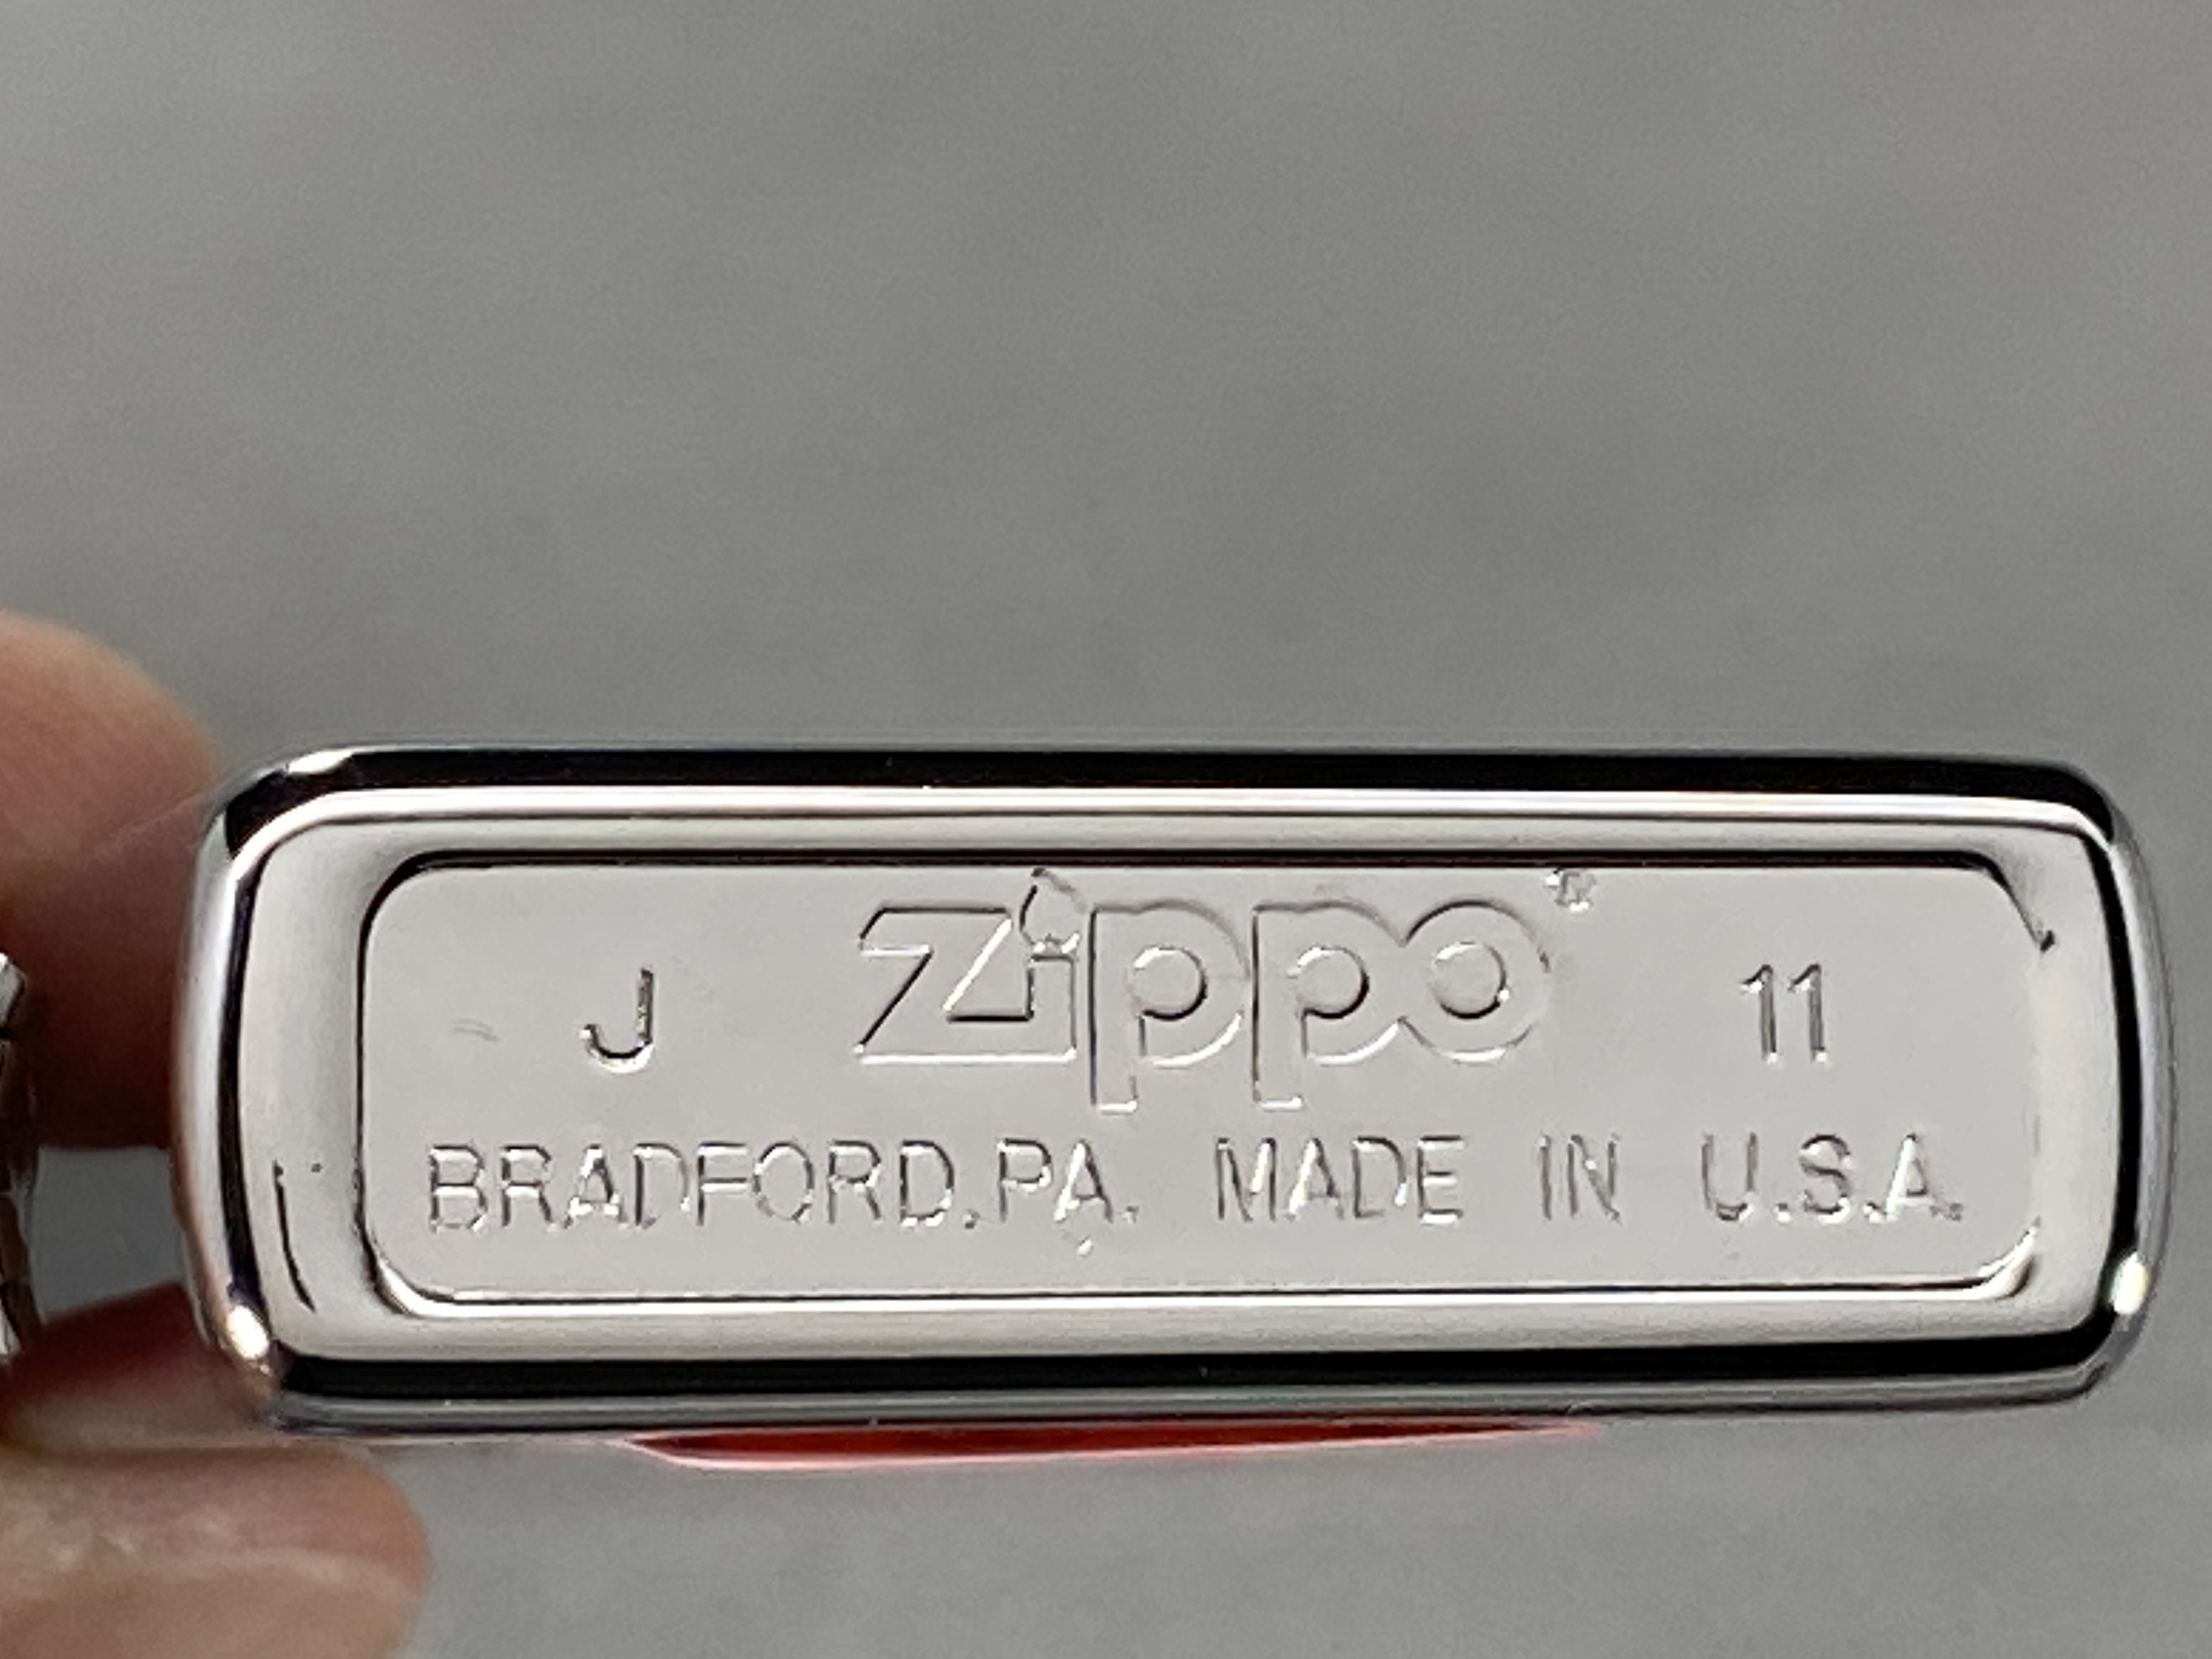 J Zippo® 11
BRADFORD,PA. MADE IN U.S.A.